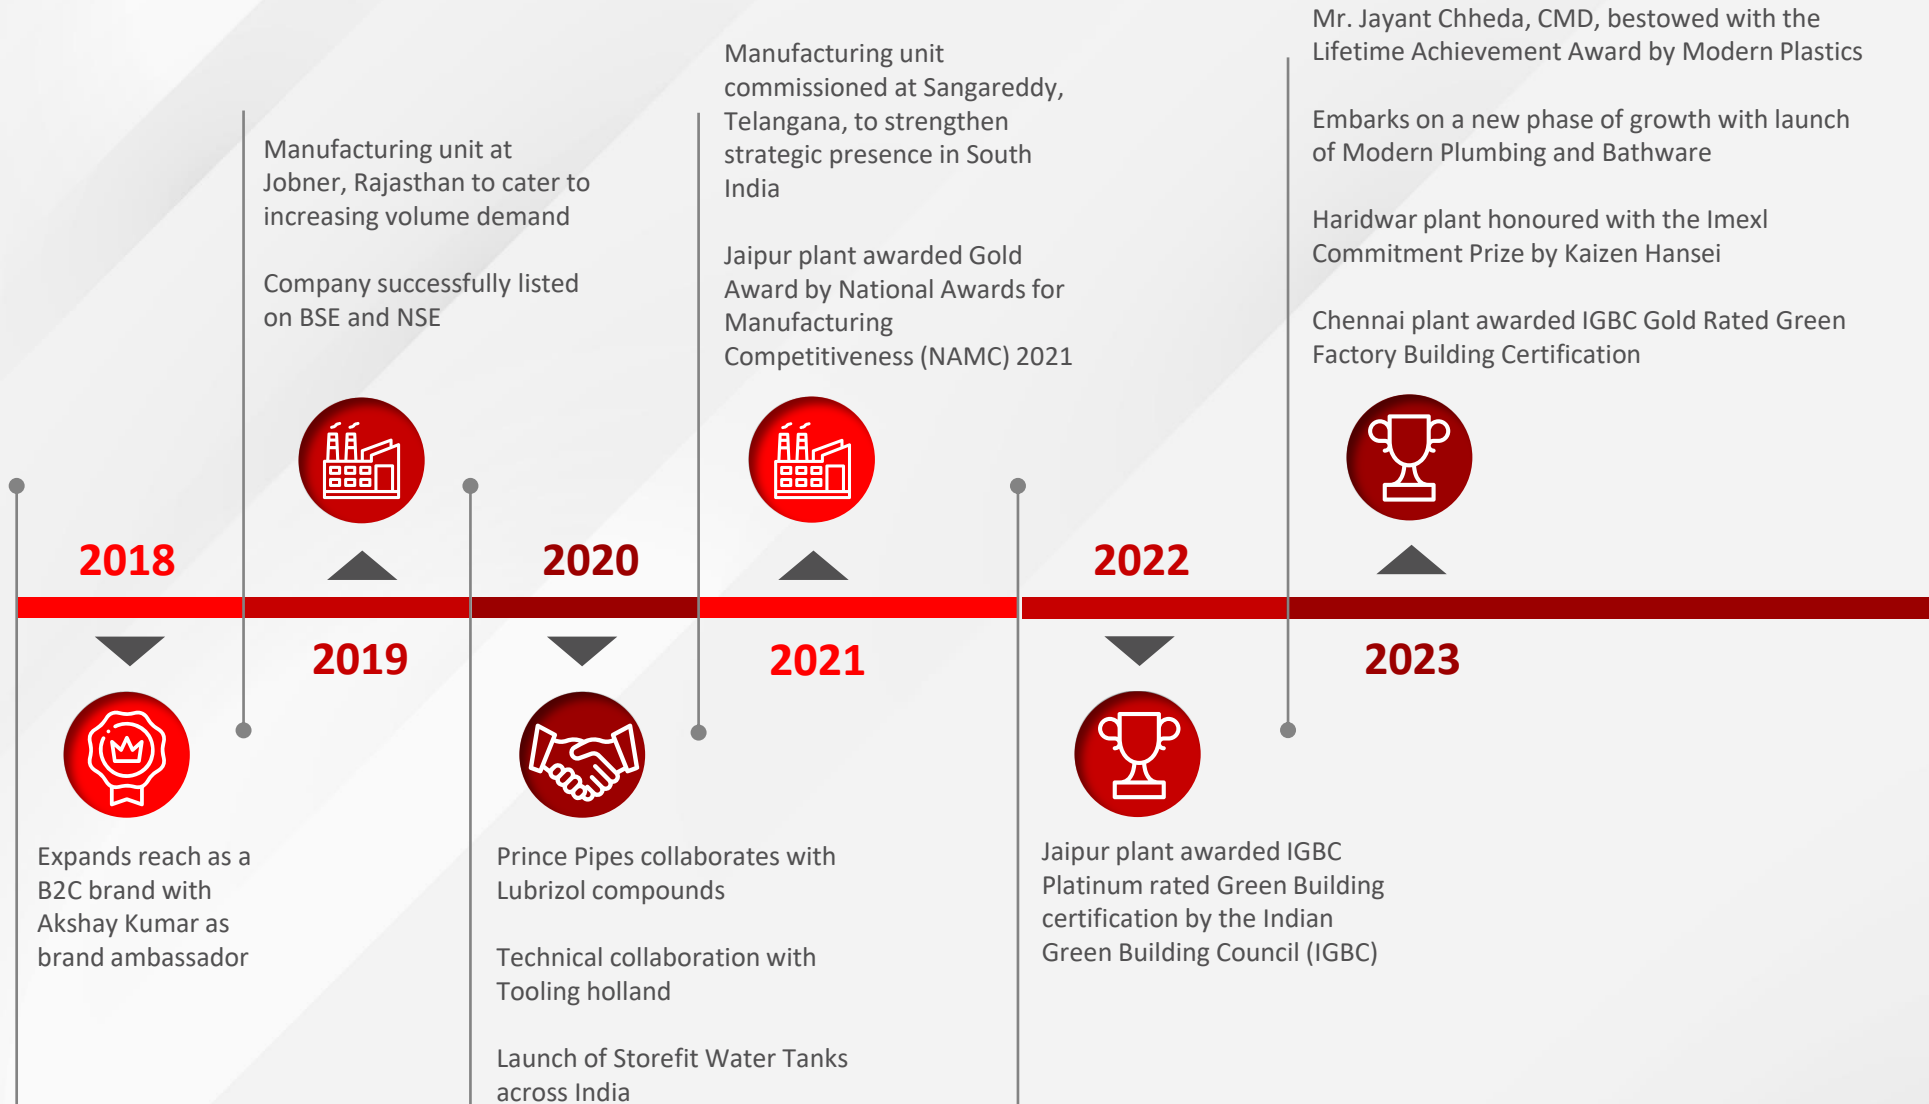 Mr. Jayant Chheda, CMD, bestowed with the
Lifetime Achievement Award by Modern Plastics
Embarks on a new phase of growth with launch
of Modern Plumbing and Bathware
Haridwar plant honoured with the Imexl
Commitment Prize by Kaizen Hansei
Chennai plant awarded IGBC Gold Rated Green
Factory Building Certification
Manufacturing unit
commissioned at Sangareddy,
Telangana, to strengthen
strategic presence in South
India
Jaipur plant awarded Gold
Award by National Awards for
Manufacturing
Competitiveness (NAMC) 2021
Manufacturing unit at
Jobner, Rajasthan to cater to
increasing volume demand
Company successfully listed
on BSE and NSE
2018
2020
2022
2019
2021
2023
Expands reach as a
B2C brand with
Akshay Kumar as
brand ambassador
Prince Pipes collaborates with
Lubrizol compounds
Technical collaboration with
Tooling holland
Launch of Storefit Water Tanks
across India
Jaipur plant awarded IGBC
Platinum rated Green Building
certification by the Indian
Green Building Council (IGBC)